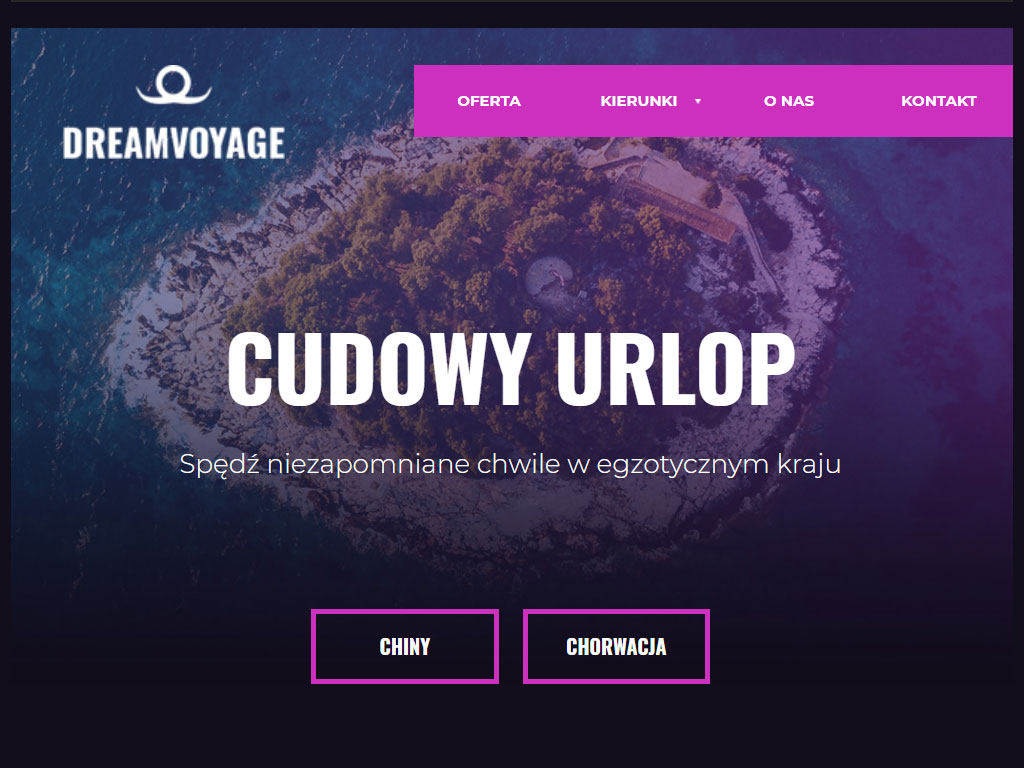 DREAMVOYAGE
OFERTA KIERUNKI O NAS KONTAKT
CUDOWY URLOP
Spędź niezapomniane chwile w egzotycznym kraju
CHINY CHORWACJA